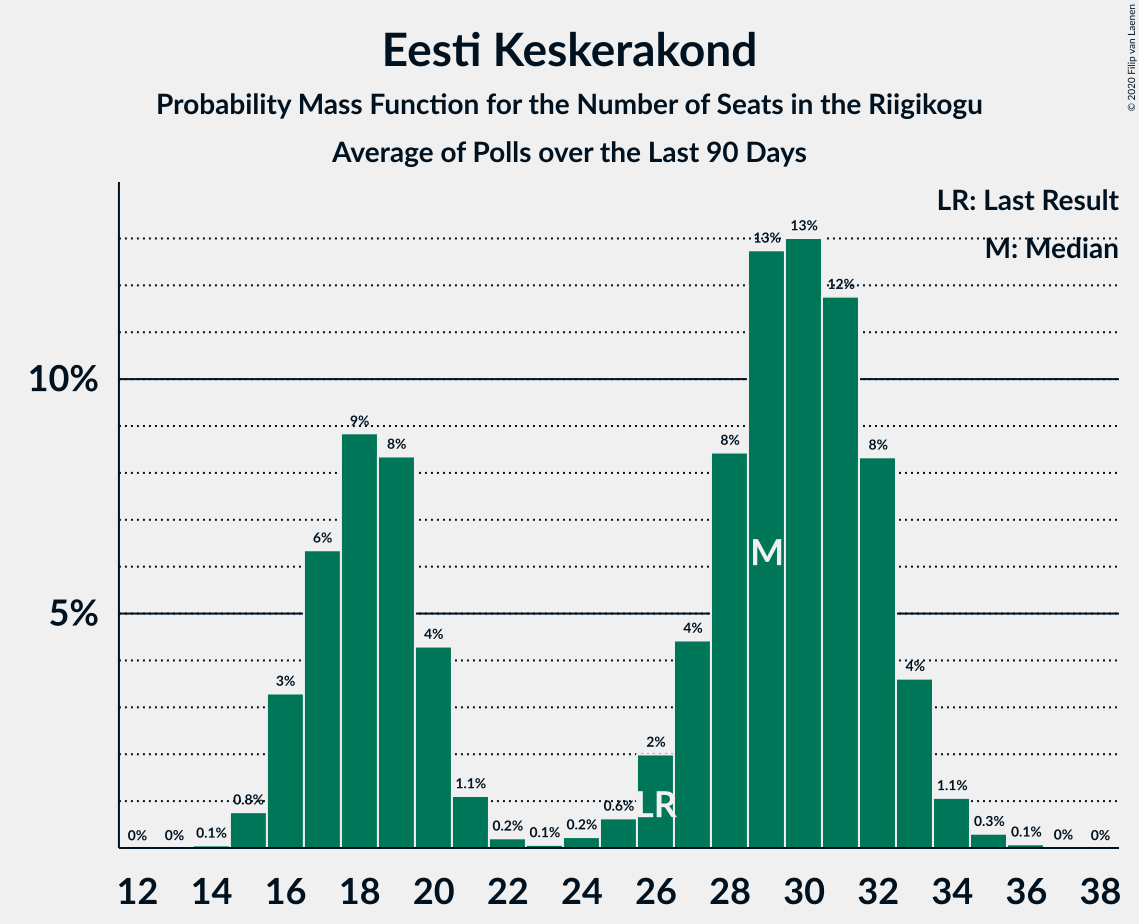 Eesti Keskerakond
Probability Mass Function for the Number of Seats in the Riigikogu
Average of Polls over the Last 90 Days
© 2020 Filip van Laenen
LR: Last Result
M: Median
10%
5%
0% 0% 0.1% 0.8% 3% 6% 9% 8% 4% 1.1% 0.2% 0.1% 0.2% 0.6% 2% 4% 8% 13% 13% 12% 8% 4% 1.1% 0.3% 0.1% 0% 0%
M
LR
12 14 16 18 20 22 24 26 28 30 32 34 36 38